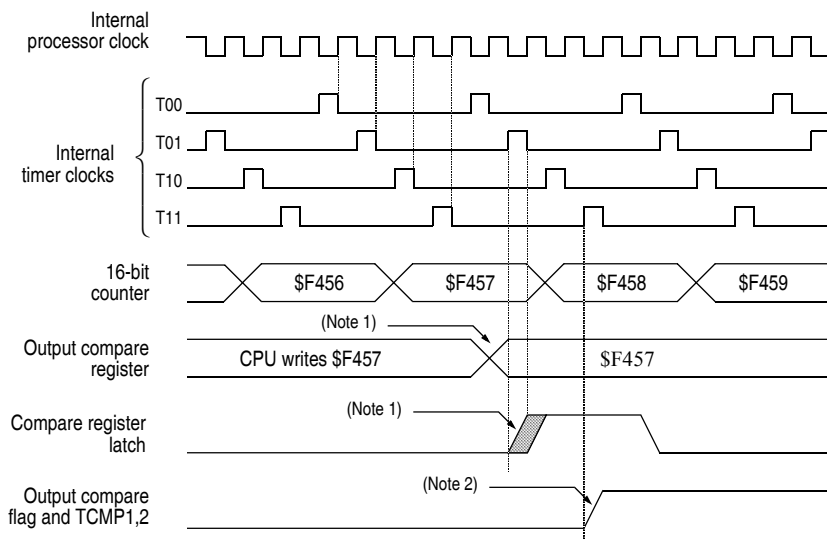 Internal
processor clock
T00
T01
Internal
timer clocks
T10
T11
16-bit
counter
$F456
$F457
$F458
$F459
(Note 1)
Output compare
register
CPU writes $F457
$F457
(Note 1)
Compare register
latch
(Note 2)
Output compare
flag and TCMP1,2